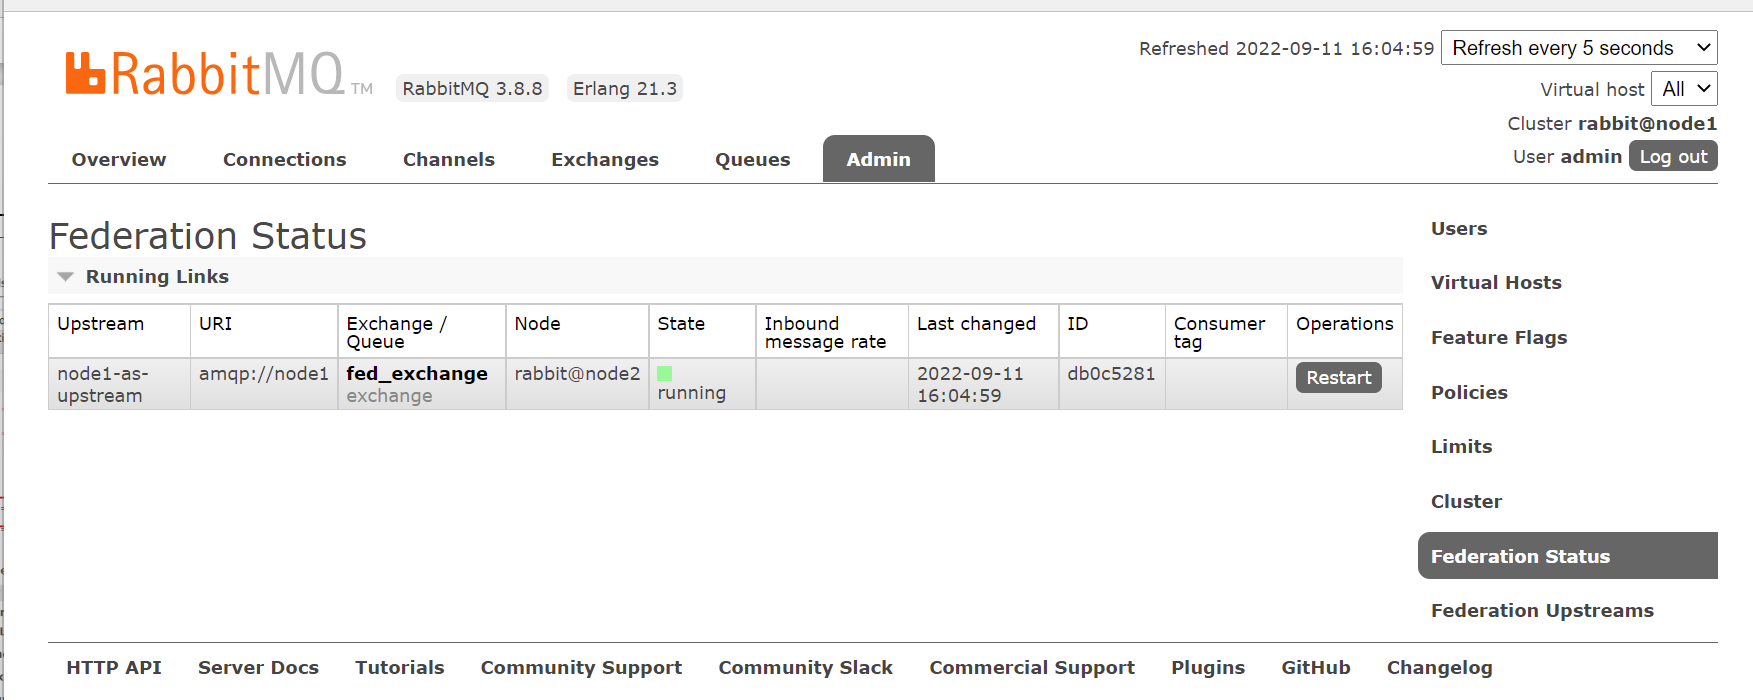 Refreshed 2022-09-11 16:04:59 Refresh every 5 seconds
RabbitMQ TM RabbitMQ 3.8.8 Erlang 21.3
Virtual host All
Cluster rabbit@node1
User admin Log out
Overview Connections Channels Exchanges Queues Admin
Federation Status
Running Links
Upstream URI Exchange / Queue Node State Inbound message rate Last changed ID Consumer tag Operations
node1-as-upstream amqp://node1 fed_exchange exchange rabbit@node2 running 2022-09-11 16:04:59 db0c5281 Restart
Users
Virtual Hosts
Feature Flags
Policies
Limits
Cluster
Federation Status
Federation Upstreams
HTTP API Server Docs Tutorials Community Support Community Slack Commercial Support Plugins GitHub Changelog